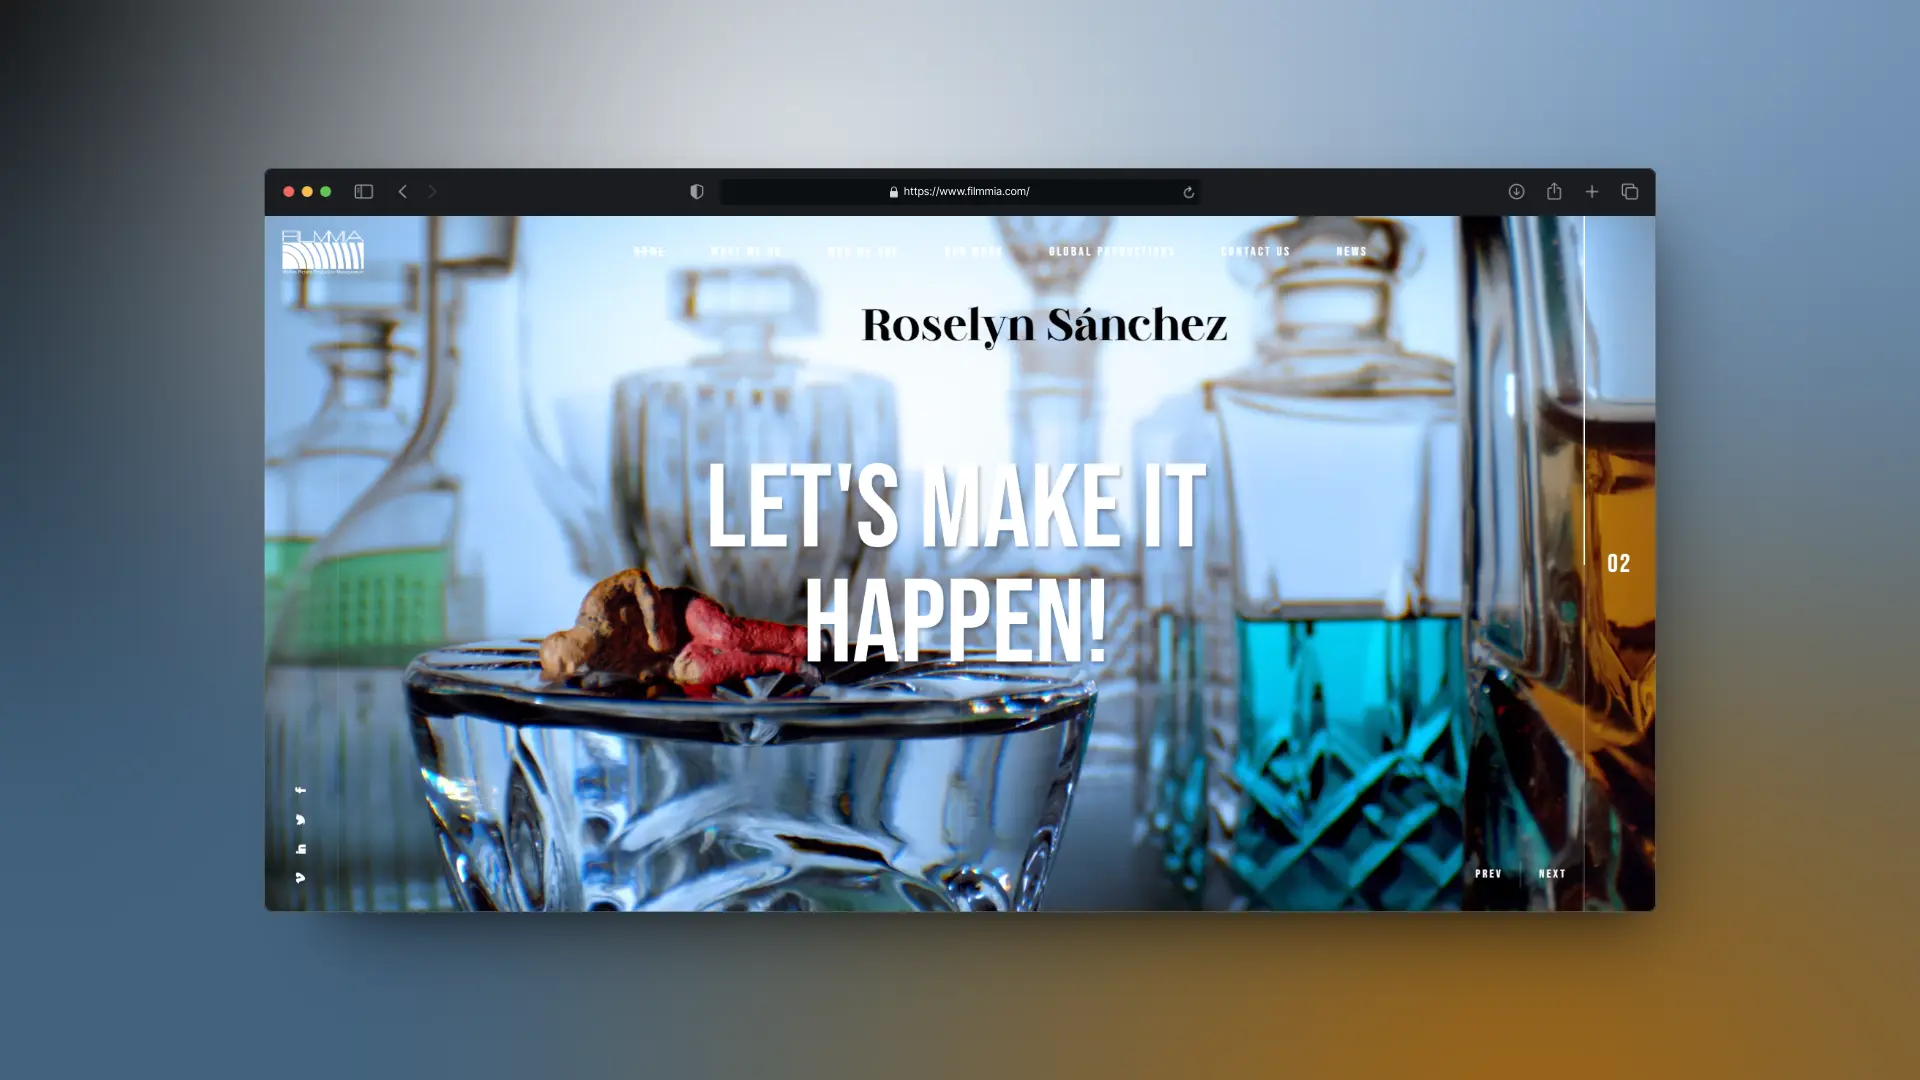 https://www.filmmia.com/
FILMMIA
HOME WHAT WE DO WHO WE ARE OUR WORK GLOBAL PRODUCTIONS CONTACT US NEWS
Roselyn Sánchez
LET'S MAKE IT
HAPPEN!
02
PREV NEXT